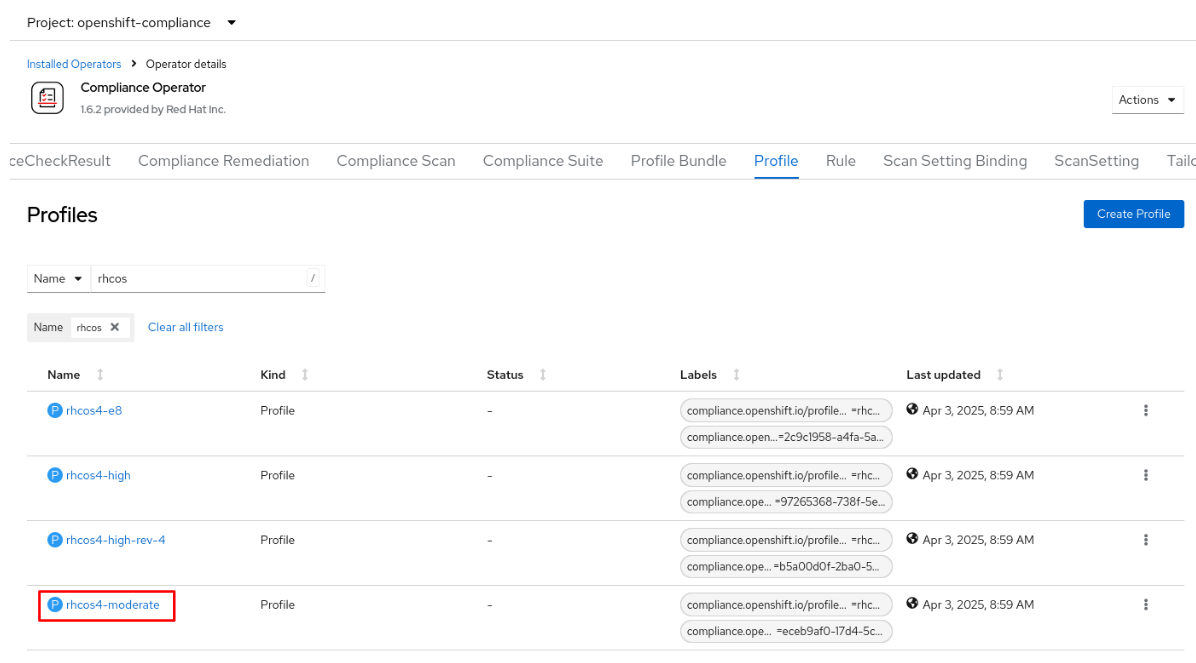 Project: openshift-compliance
Installed Operators Operator details
Compliance Operator
1.6.2 provided by Red Hat Inc.
Actions
ceCheckResult Compliance Remediation Compliance Scan Compliance Suite Profile Bundle Profile Rule Scan Setting Binding ScanSetting Tailo
Profiles
Create Profile
Name rhcos /
Name rhcos Clear all filters
Name Kind Status Labels Last updated
P rhcos4-e8 Profile - compliance.openshift.io/profile... =rhc... Apr 3, 2025, 8:59 AM
compliance.open...=2c9c1958-a4fa-5a...
P rhcos4-high Profile - compliance.openshift.io/profile... =rhc... Apr 3, 2025, 8:59 AM
compliance.ope... =97265368-738f-5e...
P rhcos4-high-rev-4 Profile - compliance.openshift.io/profile... =rhc... Apr 3, 2025, 8:59 AM
compliance.ope... =b5a00d0f-2ba0-5...
P rhcos4-moderate Profile - compliance.openshift.io/profile... =rhc... Apr 3, 2025, 8:59 AM
compliance.ope... =eceb9af0-17d4-5c...